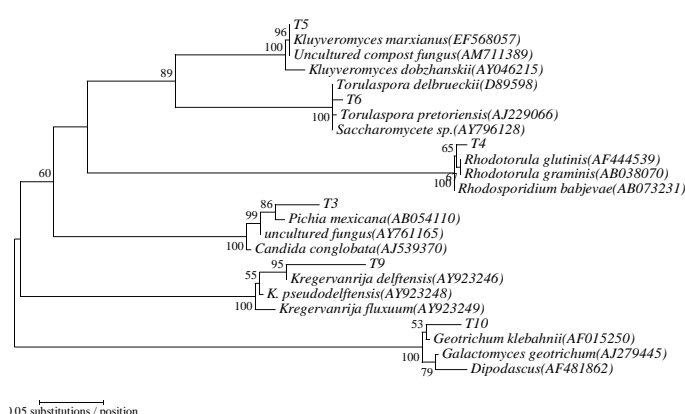 T5
96
Kluyveromyces marxianus(EF568057)
100
Uncultured compost fungus(AM711389)
Kluyveromyces dobzhanskii(AY046215)
89
Torulaspora delbrueckii(D89598)
T6
100
Torulaspora pretoriensis(AJ229066)
Saccharomycete sp.(AY796128)
65
T4
Rhodotorula glutinis(AF444539)
60
Rhodotorula graminis(AB038070)
100
Rhodosporidium babjevae(AB073231)
86
T3
99
Pichia mexicana(AB054110)
uncultured fungus(AY761165)
100
Candida conglobata(AJ539370)
95
T9
55
Kregervanrija delftensis(AY923246)
K. pseudodelftensis(AY923248)
100
Kregervanrija fluxuum(AY923249)
53
T10
Geotrichum klebahnii(AF015250)
100
Galactomyces geotrichum(AJ279445)
79
Dipodascus(AF481862)
0.05 substitutions / position